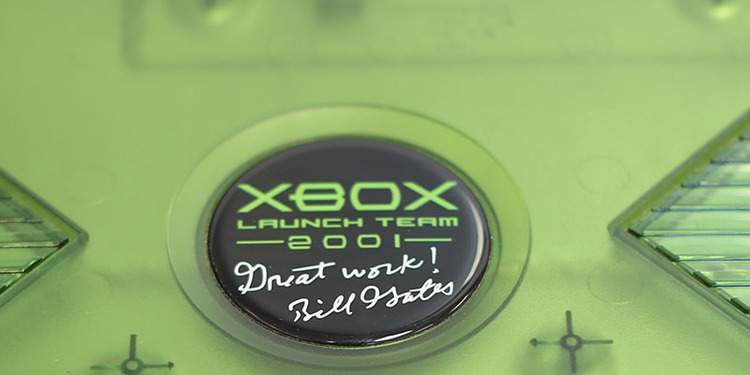 XBOX
LAUNCH TEAM
2001
Great work!
Bill Gates